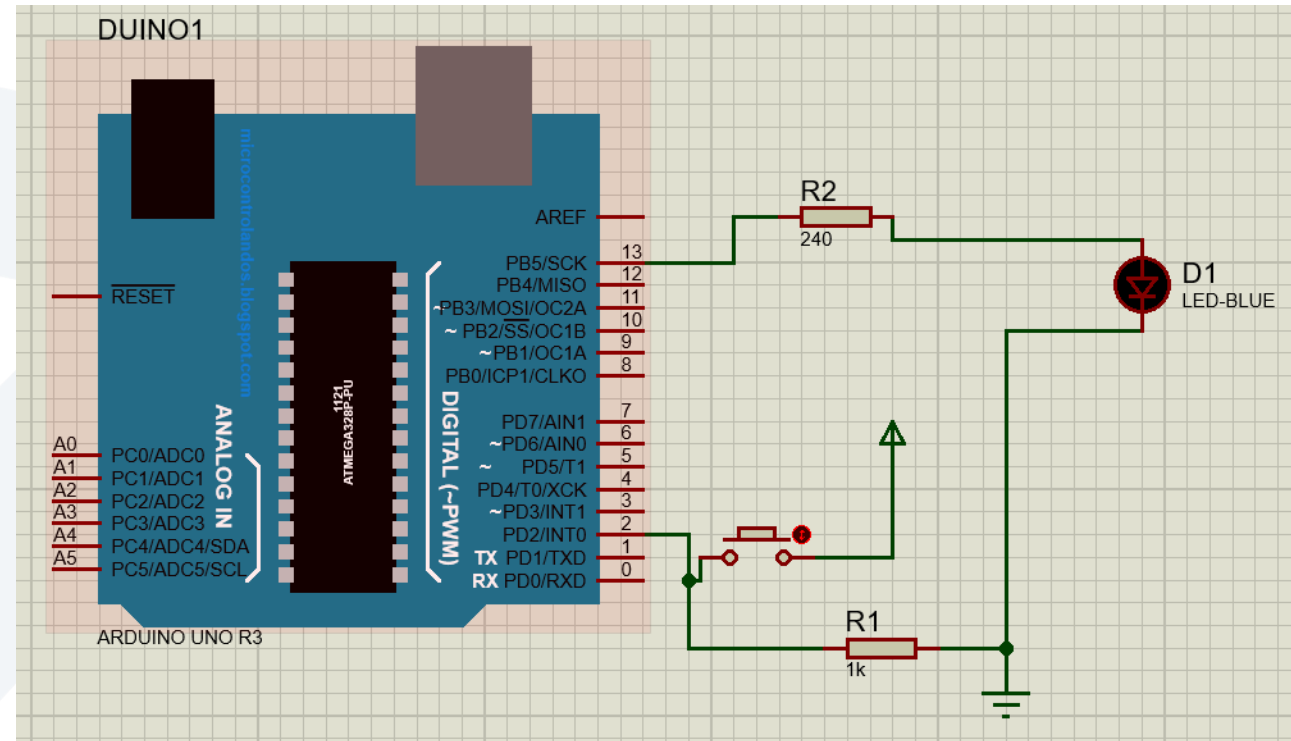 DUINO1
microcontrolandos.blogspot.com
RESET
AREF
PB5/SCK 13
PB4/MISO 12
~PB3/MOSI/OC2A 11
~ PB2/SS/OC1B 10
~PB1/OC1A 9
PB0/ICP1/CLKO 8
PD7/AIN1 7
~PD6/AIN0 6
~ PD5/T1 5
PD4/T0/XCK 4
~PD3/INT1 3
PD2/INT0 2
TX PD1/TXD 1
RX PD0/RXD 0
DIGITAL (~PWM)
1121
ATMEGA328P-PU
ANALOG IN
A0 PC0/ADC0
A1 PC1/ADC1
A2 PC2/ADC2
A3 PC3/ADC3
A4 PC4/ADC4/SDA
A5 PC5/ADC5/SCL
ARDUINO UNO R3
R2
240
D1
LED-BLUE
R1
1k